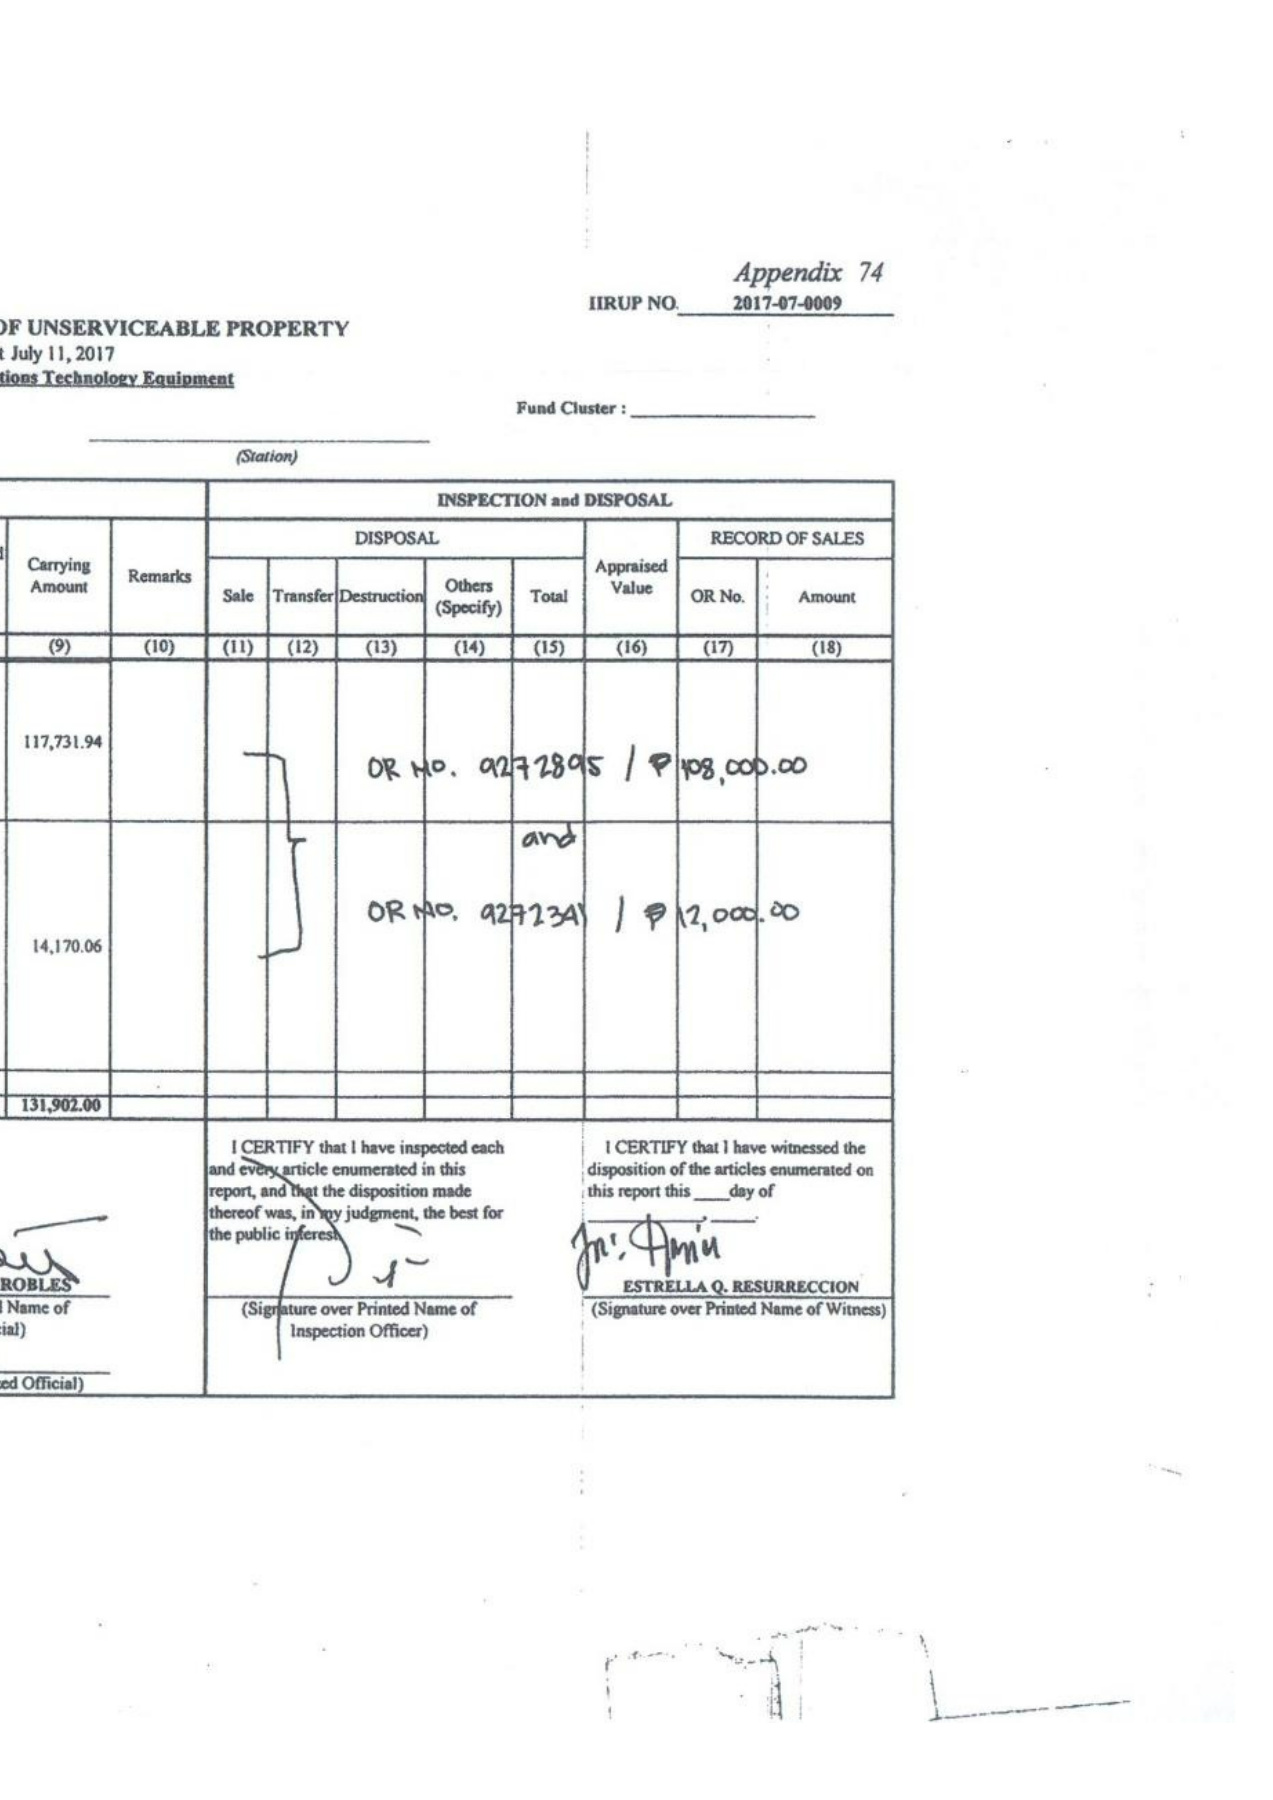 Appendix 74
IIRUP NO. 2017-07-0009
OF UNSERVICEABLE PROPERTY
t July 11, 2017
tions Technology Equipment
Fund Cluster :
(Station)
INSPECTION and DISPOSAL
DISPOSAL
RECORD OF SALES
Carrying Amount
Remarks
Sale
Transfer
Destruction
Others (Specify)
Total
Appraised Value
OR No.
Amount
(9) (10) (11) (12) (13) (14) (15) (16) (17) (18)
117,731.94
OR NO. 9272895 / ₱ 108,000.00
and
OR NO. 9272341 / ₱ 12,000.00
14,170.06
131,902.00
I CERTIFY that I have inspected each
and every article enumerated in this
report, and that the disposition made
thereof was, in my judgment, the best for
the public interest
(Signature over Printed Name of
Inspection Officer)
I CERTIFY that I have witnessed the
disposition of the articles enumerated on
this report this ____day of
ESTRELLA Q. RESURRECCION
(Signature over Printed Name of Witness)
ROBLES
Name of
ial)
ed Official)